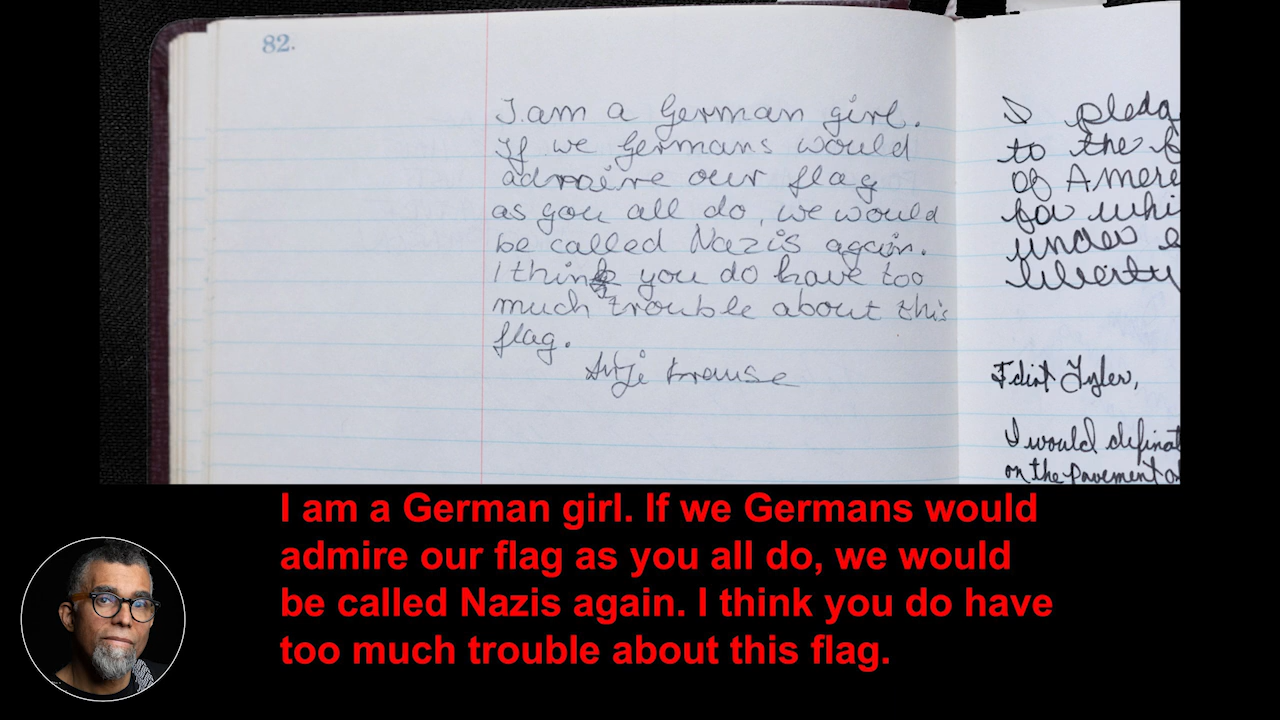 82.
I am a German girl.
If we Germans would
admire our flag
as you all do, we would
be called Nazis again.
I think you do have too
much trouble about this
flag.
Krause
I pledg
to the f
of Ameri
for whi
under
liberty
Tyler,
I would definat
on the pavement
I am a German girl. If we Germans would
admire our flag as you all do, we would
be called Nazis again. I think you do have
too much trouble about this flag.